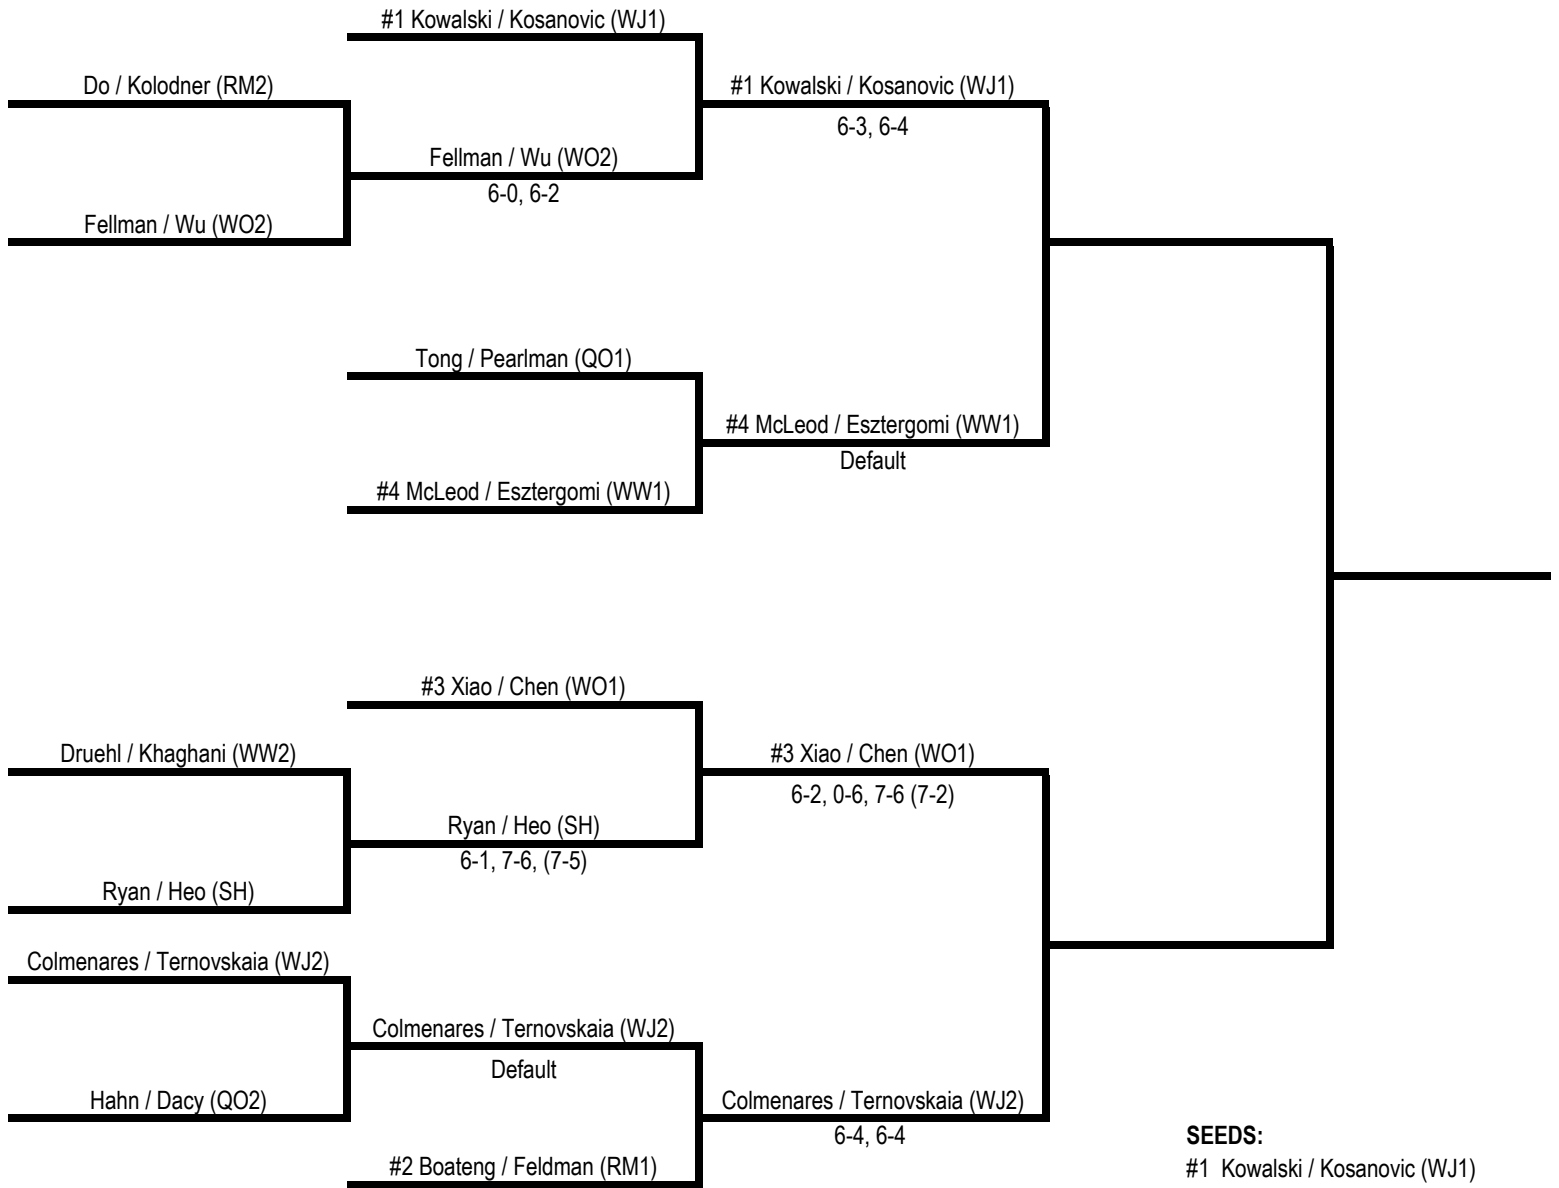 #1 Kowalski / Kosanovic (WJ1)
Do / Kolodner (RM2)
#1 Kowalski / Kosanovic (WJ1)
6-3, 6-4
Fellman / Wu (WO2)
6-0, 6-2
Fellman / Wu (WO2)
Tong / Pearlman (QO1)
#4 McLeod / Esztergomi (WW1)
Default
#4 McLeod / Esztergomi (WW1)
#3 Xiao / Chen (WO1)
Druehl / Khaghani (WW2)
#3 Xiao / Chen (WO1)
6-2, 0-6, 7-6 (7-2)
Ryan / Heo (SH)
6-1, 7-6, (7-5)
Ryan / Heo (SH)
Colmenares / Ternovskaia (WJ2)
Colmenares / Ternovskaia (WJ2)
Default
Hahn / Dacy (QO2)
Colmenares / Ternovskaia (WJ2)
6-4, 6-4
#2 Boateng / Feldman (RM1)
SEEDS:
#1 Kowalski / Kosanovic (WJ1)